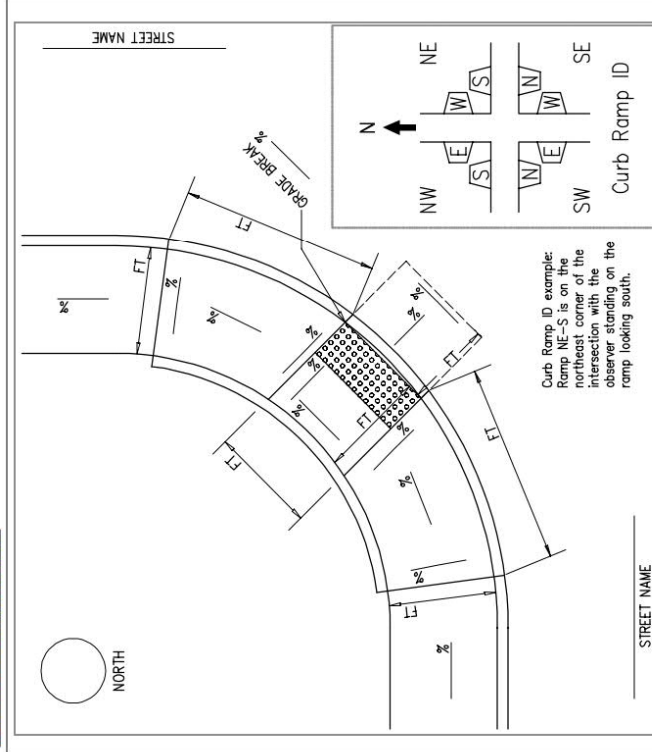 STREET NAME
NORTH
%
FT
%
%
%
FT
FT
%
FT
%
%
%
FT
GRADE BREAK %
FT
%
%
%
FT
FT
STREET NAME
Curb Ramp ID example:
Ramp NE-S is on the
northeast corner of the
intersection with the
observer standing on the
ramp looking south.
N
NW
NE
E
W
S
S
N
N
E
W
SW
SE
Curb Ramp ID